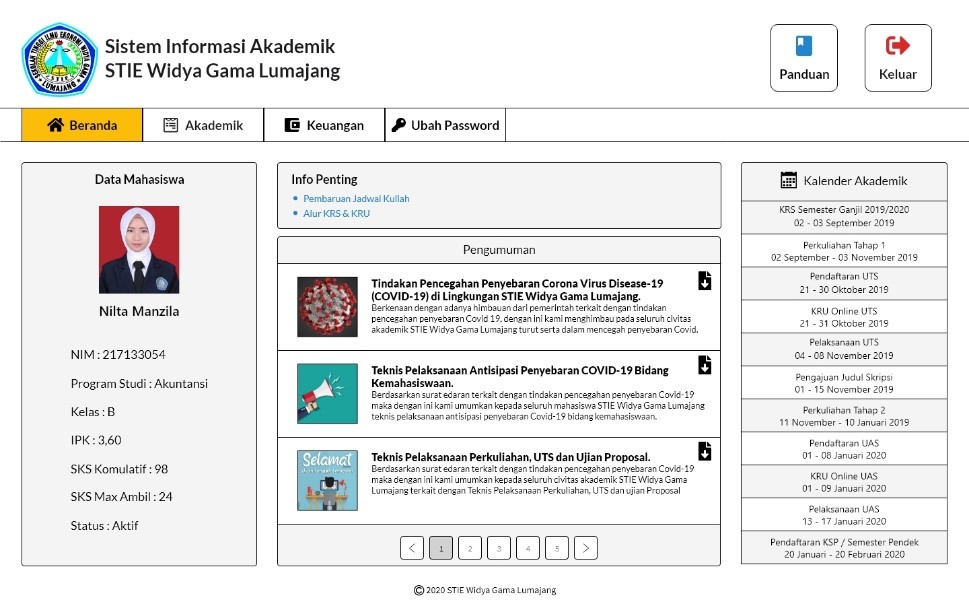 Sistem Informasi Akademik
STIE Widya Gama Lumajang
STIE
LUMAJANG
Panduan
Keluar
Beranda
Akademik
Keuangan
Ubah Password
Data Mahasiswa
Nilta Manzila
NIM : 217133054
Program Studi : Akuntansi
Kelas : B
IPK : 3,60
SKS Komulatif : 98
SKS Max Ambil : 24
Status : Aktif
Info Penting
Pembaruan Jadwal Kuliah
Alur KRS & KRU
Pengumuman
Tindakan Pencegahan Penyebaran Corona Virus Disease-19
(COVID-19) di Lingkungan STIE Widya Gama Lumajang.
Berkenaan dengan adanya himbauan dari pemerintah terkait dengan tindakan
pencegahan penyebaran Covid 19, dengan ini kami menghimbau pada seluruh civitas
akademik STIE Widya Gama Lumajang turut serta dalam mencegah penyebaran Covid.
Teknis Pelaksanaan Antisipasi Penyebaran COVID-19 Bidang
Kemahasiswaan.
Berdasarkan surat edaran terkait dengan tindakan pencegahan penyebaran Covid-19
maka dengan ini kami umumkan kepada seluruh mahasiswa STIE Widya Gama Lumajang
teknis pelaksanaan antisipasi penyebaran Covid-19 bidang kemahasiswaan.
Selamat
Teknis Pelaksanaan Perkuliahan, UTS dan Ujian Proposal.
Berdasarkan surat edaran terkait dengan tindakan pencegahan penyebaran Covid-19
maka dengan ini kami umumkan kepada seluruh civitas akademik STIE Widya Gama
Lumajang terkait dengan Teknis Pelaksanaan Perkuliahan, UTS dan ujian Proposal
< 1 2 3 4 5 >
Kalender Akademik
KRS Semester Ganjil 2019/2020
02 - 03 September 2019
Perkuliahan Tahap 1
02 September - 03 November 2019
Pendaftaran UTS
21 - 30 Oktober 2019
KRU Online UTS
21 - 31 Oktober 2019
Pelaksanaan UTS
04 - 08 November 2019
Pengajuan Judul Skripsi
01 - 15 November 2019
Perkuliahan Tahap 2
11 November - 10 Januari 2019
Pendaftaran UAS
01 - 08 Januari 2020
KRU Online UAS
01 - 09 Januari 2020
Pelaksanaan UAS
13 - 17 Januari 2020
Pendaftaran KSP / Semester Pendek
20 Januari - 20 Februari 2020
© 2020 STIE Widya Gama Lumajang